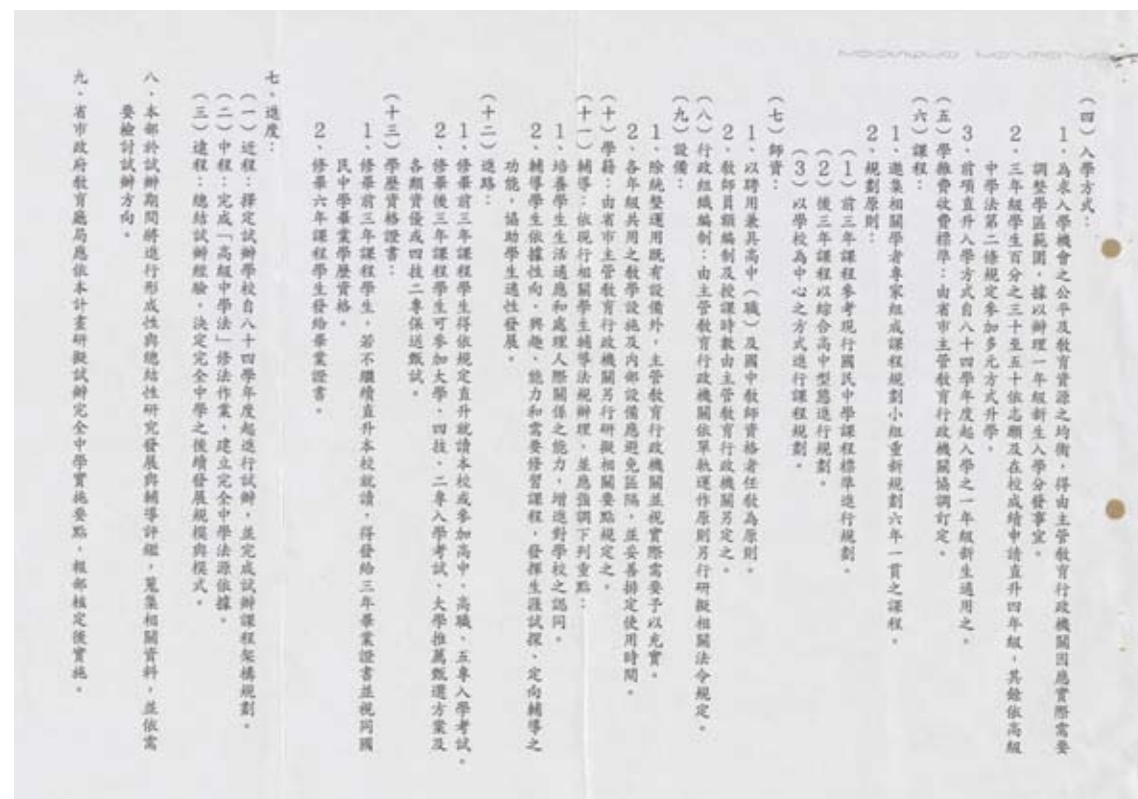 (四)入學方式:
1、為求入學機會之公平及教育資源之均衡,得由主管教育行政機關因應實際需要
調整學區範圍,據以辦理一年級新生入學分發事宜。
2、三年級學生百分之三十至五十依志願及在校成績申請直升四年級,其餘依高級
中學法第二條規定參加多元方式升學。
3、前項直升入學方式自八十四學年度起入學之一年級新生適用之。
(五)學雜費收費標準:由省市主管教育行政機關協調訂定。
(六)課程:
1、邀集相關學者專家組成課程規劃小組重新規劃六年一貫之課程。
2、規劃原則:
(1)前三年課程參考現行國民中學課程標準進行規劃。
(2)後三年課程以綜合高中型態進行規劃。
(3)以學校為中心之方式進行課程規劃。
(七)師資:
1、以聘用兼具高中(職)及國中教師資格者任教為原則。
2、教師員額編制及授課時數由主管教育行政機關另定之。
(八)行政組織編制:由主管教育行政機關依單軌運作原則另行研擬相關法令規定。
(九)設備:
1、除統整運用既有設備外,主管教育行政機關並視實際需要予以充實。
2、各年級共用之教學設施及內部設備應避免區隔,並妥善排定使用時間。
(十)學籍:由省市主管教育行政機關另行研擬相關要點規定之。
(十一)輔導:依現行相關學生輔導法規辦理,並應強調下列重點:
1、培養學生生活適應和處理人際關係之能力,增進對學校之認同。
2、輔導學生依據性向、興趣、能力和需要修習課程,發揮生涯試探、定向輔導之
功能,協助學生適性發展。
(十二)進路:
1、修畢前三年課程學生得依規定直升就讀本校或參加高中、高職、五專入學考試。
2、修畢後三年課程學生可參加大學、四技、二專入學考試、大學推薦甄選方案及
各類資優或四技二專保送甄試。
(十三)學歷資格證書:
1、修畢前三年課程學生,若不繼續直升本校就讀,得發給三年畢業證書並視同國
民中學畢業學歷資格。
2、修畢六年課程學生發給畢業證書。
七、進度:
(一)近程:擇定試辦學校自八十四學年度起進行試辦,並完成試辦課程架構規劃。
(二)中程:完成「高級中學法」修法作業,建立完全中學法源依據。
(三)遠程:總結試辦經驗,決定完全中學之後續發展規模與模式。
八、本部於試辦期間將進行形成性與總結性研究發展與輔導評鑑,蒐集相關資料,並依需
要檢討試辦方向。
九、省市政府教育廳局應依本計畫研擬試辦完全中學實施要點,報部核定後實施。